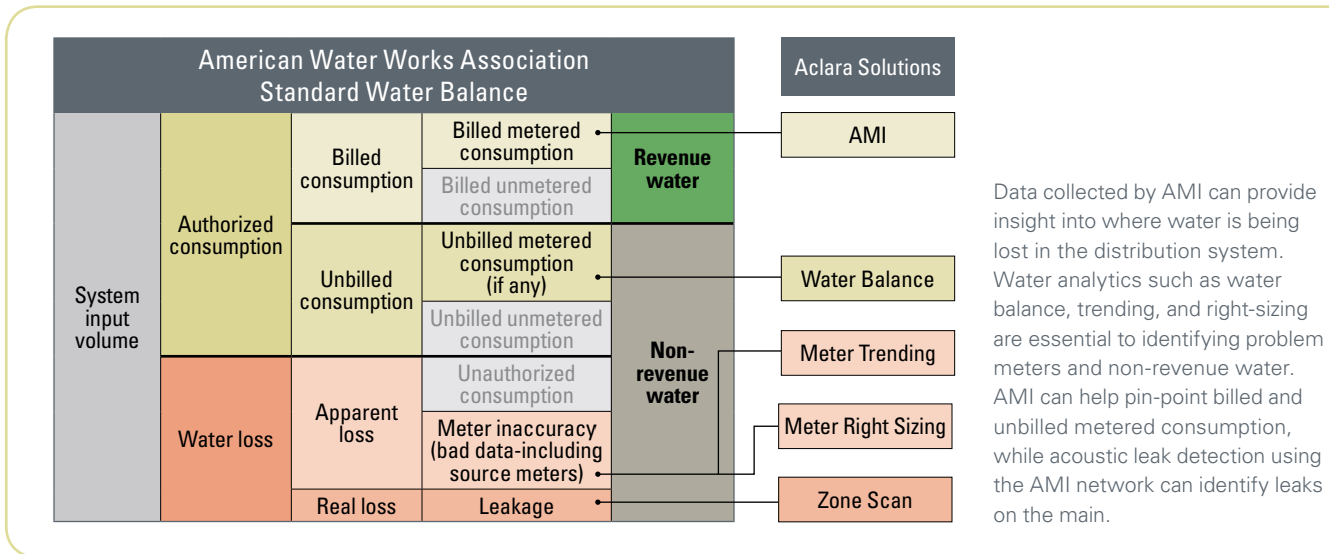 American Water Works Association
Standard Water Balance
System
input
volume
Authorized
consumption
Water loss
Billed
consumption
Unbilled
consumption
Apparent
loss
Real loss
Billed metered
consumption
Billed unmetered
consumption
Unbilled metered
consumption
(if any)
Unbilled unmetered
consumption
Unauthorized
consumption
Meter inaccuracy
(bad data-including
source meters)
Leakage
Revenue
water
Non-
revenue
water
Aclara Solutions
AMI
Water Balance
Meter Trending
Meter Right Sizing
Zone Scan
Data collected by AMI can provide
insight into where water is being
lost in the distribution system.
Water analytics such as water
balance, trending, and right-sizing
are essential to identifying problem
meters and non-revenue water.
AMI can help pin-point billed and
unbilled metered consumption,
while acoustic leak detection using
the AMI network can identify leaks
on the main.